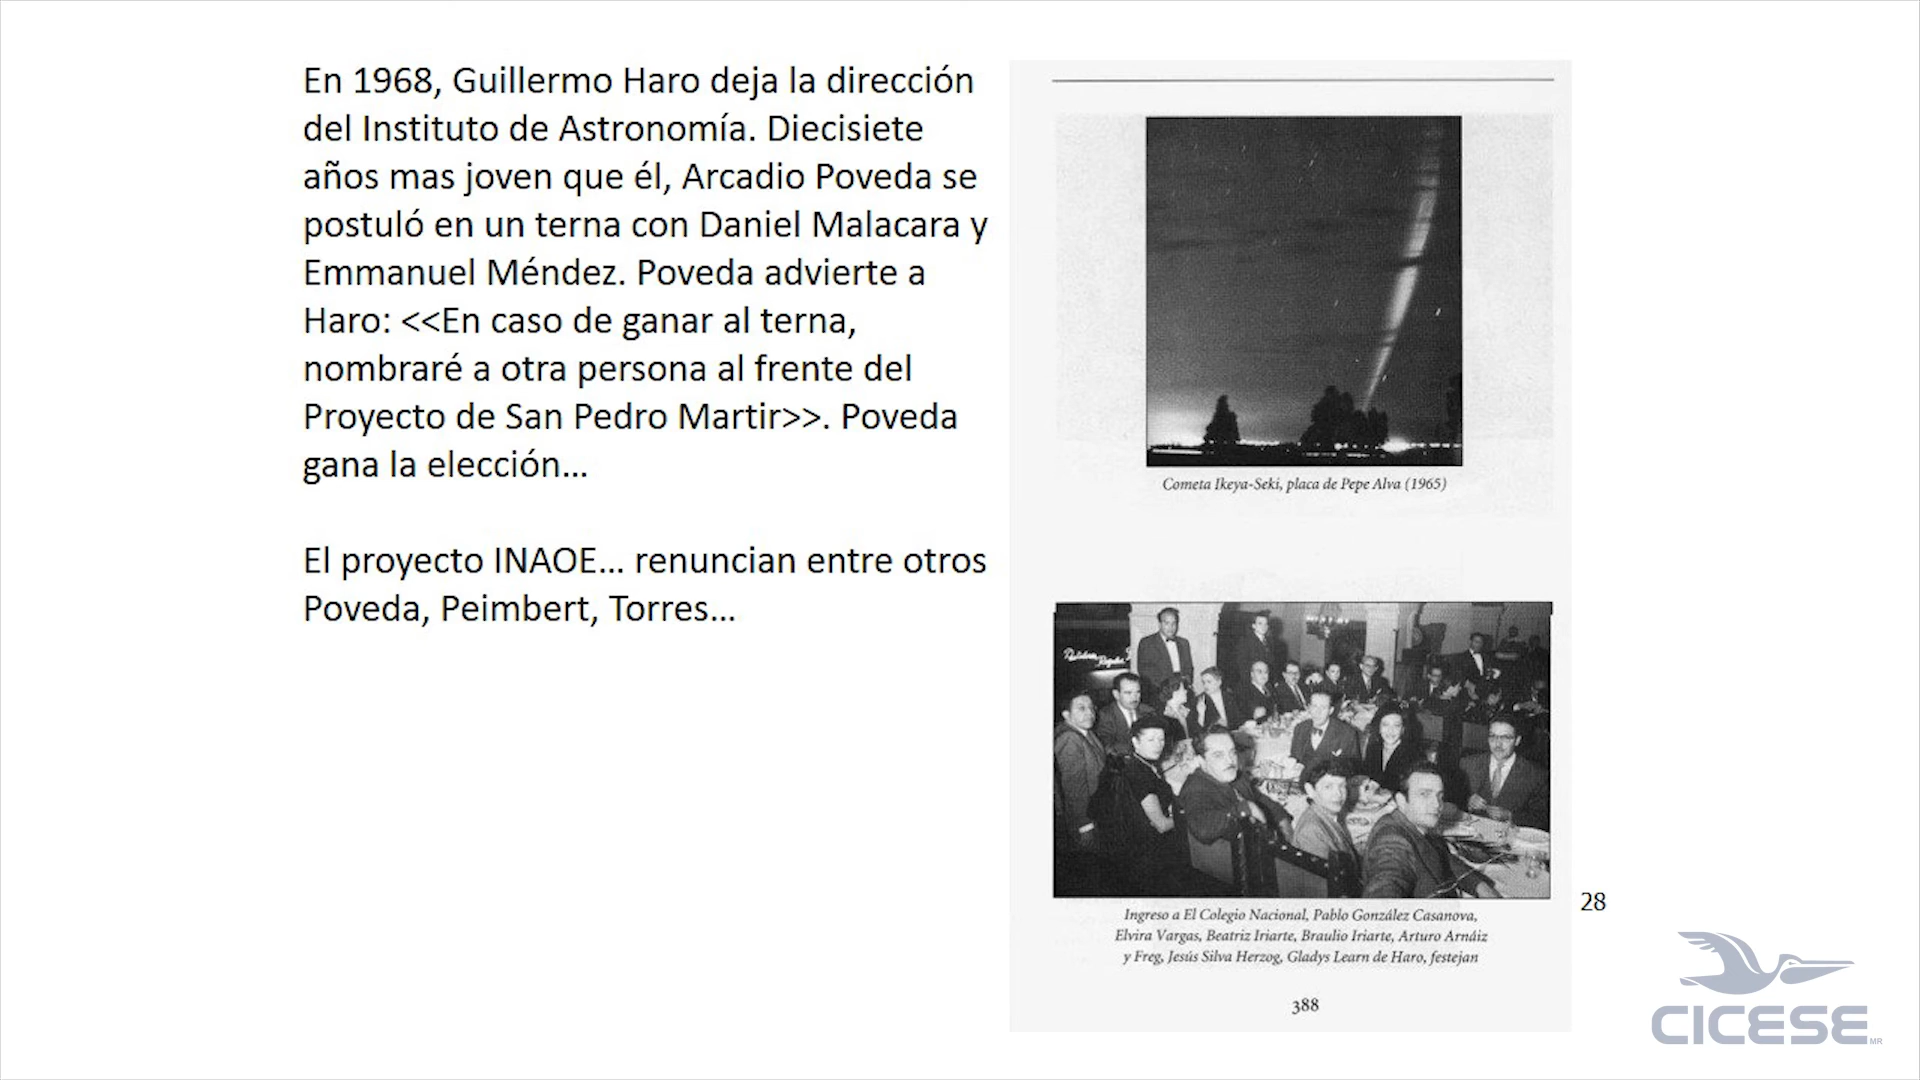 En 1968, Guillermo Haro deja la dirección
del Instituto de Astronomía. Diecisiete
años mas joven que él, Arcadio Poveda se
postuló en un terna con Daniel Malacara y
Emmanuel Méndez. Poveda advierte a
Haro: <<En caso de ganar al terna,
nombraré a otra persona al frente del
Proyecto de San Pedro Martir>>. Poveda
gana la elección...
El proyecto INAOE... renuncian entre otros
Poveda, Peimbert, Torres...
Cometa Ikeya-Seki, placa de Pepe Alva (1965)
Ingreso a El Colegio Nacional, Pablo González Casanova,
Elvira Vargas, Beatriz Iriarte, Braulio Iriarte, Arturo Arnáiz
y Freg, Jesús Silva Herzog, Gladys Learn de Haro, festejan
388
28
CICESE MR